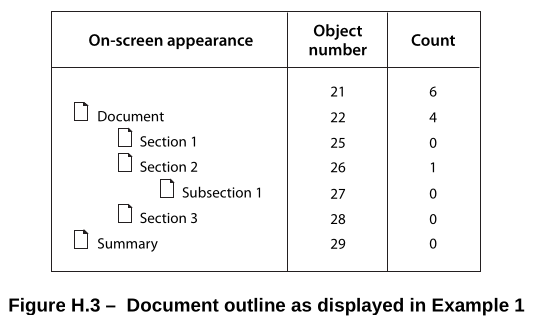 On-screen appearance Object number Count
21 6
Document 22 4
Section 1 25 0
Section 2 26 1
Subsection 1 27 0
Section 3 28 0
Summary 29 0
Figure H.3 – Document outline as displayed in Example 1